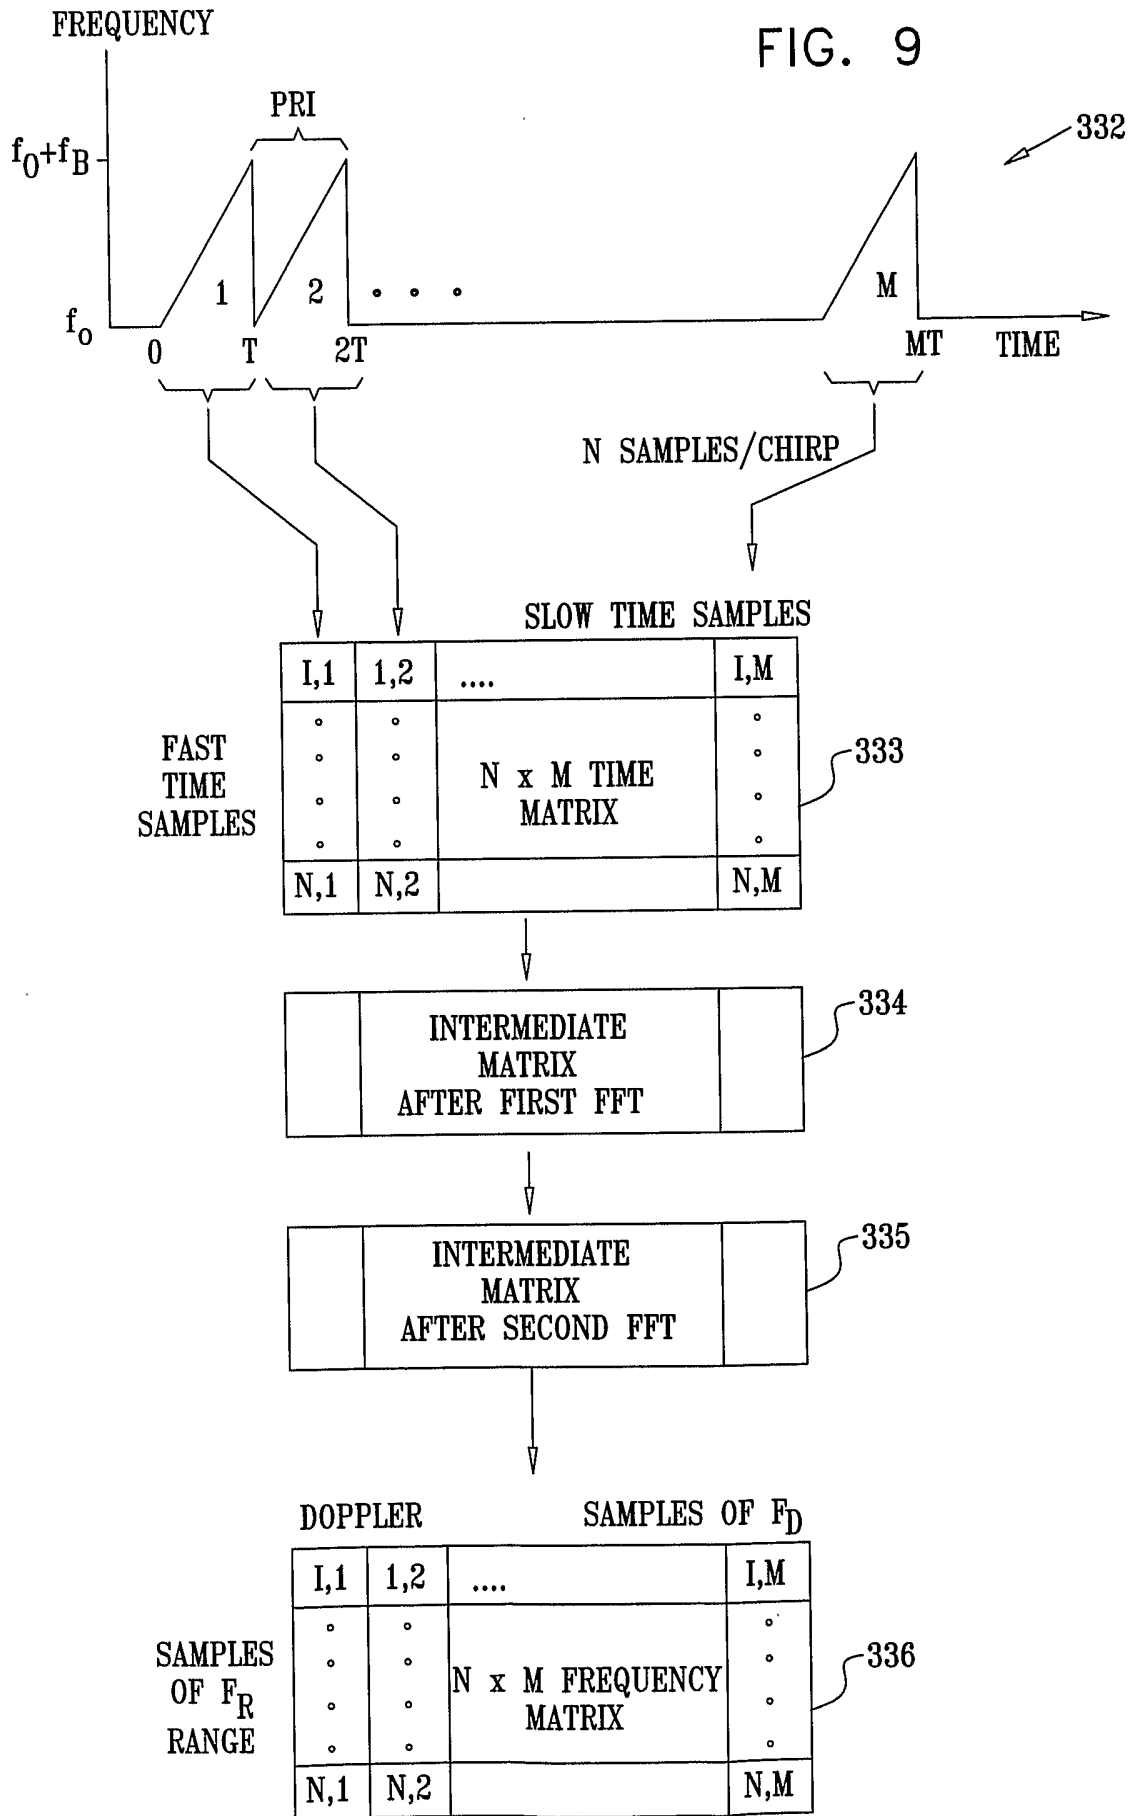 FREQUENCY
FIG. 9
PRI
332
f0+fB
1
2
M
fo
0
T
2T
MT
TIME
N SAMPLES/CHIRP
SLOW TIME SAMPLES
I,1
1,2
....
I,M
FAST
TIME
SAMPLES
N x M TIME
MATRIX
333
N,1
N,2
N,M
INTERMEDIATE
MATRIX
AFTER FIRST FFT
334
INTERMEDIATE
MATRIX
AFTER SECOND FFT
335
DOPPLER
SAMPLES OF FD
I,1
1,2
....
I,M
SAMPLES
OF FR
RANGE
N x M FREQUENCY
MATRIX
336
N,1
N,2
N,M